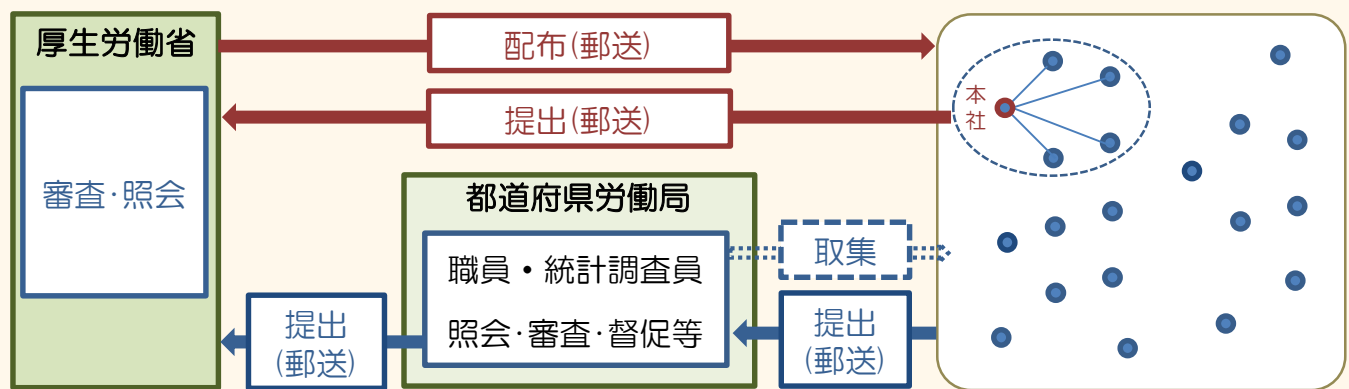 厚生労働省
審査･照会
配布(郵送)
提出(郵送)
本
社
都道府県労働局
職員・統計調査員
照会･審査･督促等
取集
提出
(郵送)
提出
(郵送)